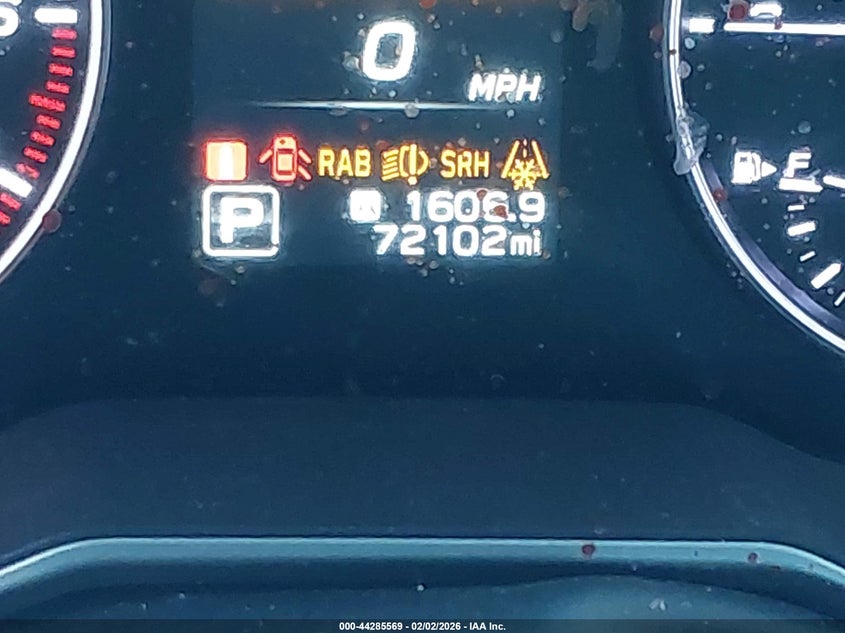 0
MPH
RAB SRH
P 1606.9
72102mi
F
000-44285569 - 02/02/2026 - IAA Inc.